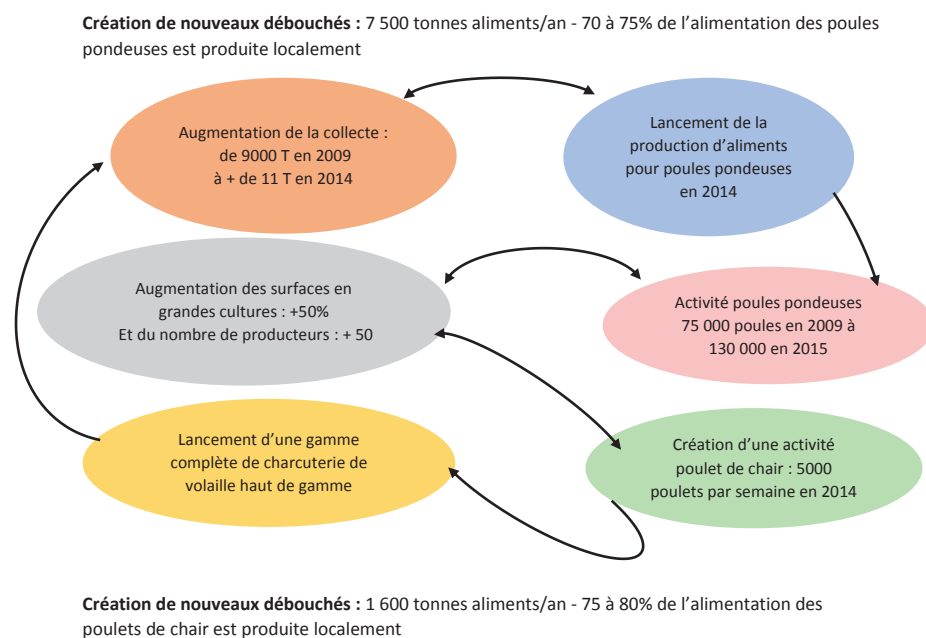 Création de nouveaux débouchés : 7 500 tonnes aliments/an - 70 à 75% de l’alimentation des poules
pondeuses est produite localement
Augmentation de la collecte :
de 9000 T en 2009
à + de 11 T en 2014
Lancement de la
production d’aliments
pour poules pondeuses
en 2014
Augmentation des surfaces en
grandes cultures : +50%
Et du nombre de producteurs : + 50
Activité poules pondeuses
75 000 poules en 2009 à
130 000 en 2015
Lancement d’une gamme
complète de charcuterie de
volaille haut de gamme
Création d’une activité
poulet de chair : 5000
poulets par semaine en 2014
Création de nouveaux débouchés : 1 600 tonnes aliments/an - 75 à 80% de l’alimentation des
poulets de chair est produite localement